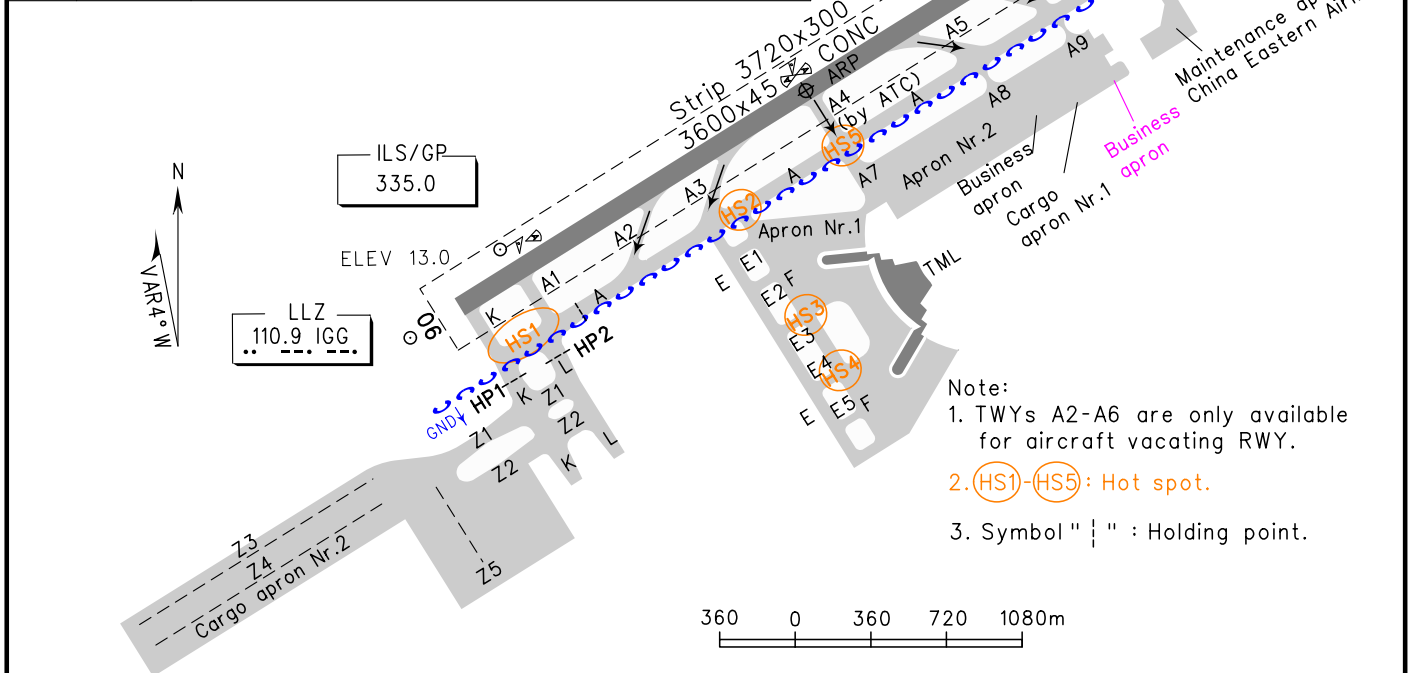 Strip 3720x300
3600x45 CONC
ARP
A5
A4
(by ATC)
A
A9
A8
Maintenance
China Eastern
Business
apron
HS5
A7
Apron Nr.2
Business
apron
Cargo
apron Nr.1
ILS/GP
335.0
N
VAR4°W
ELEV 13.0
A3
A
HS2
Apron Nr.1
A2
A1
A
K
06
LLZ
110.9 IGG
.. --. --.
HS1
HP2
HP1
GND
E
E1
F
E2
HS3
E3
E4
HS4
E
E5
F
TML
K
L
Z1
Z1
Z2
Z2
K
L
Z3
Z4
Cargo apron Nr.2
Z5
Note:
1. TWYs A2-A6 are only available
for aircraft vacating RWY.
2. HS1-HS5: Hot spot.
3. Symbol " ¦ " : Holding point.
360 0 360 720 1080m